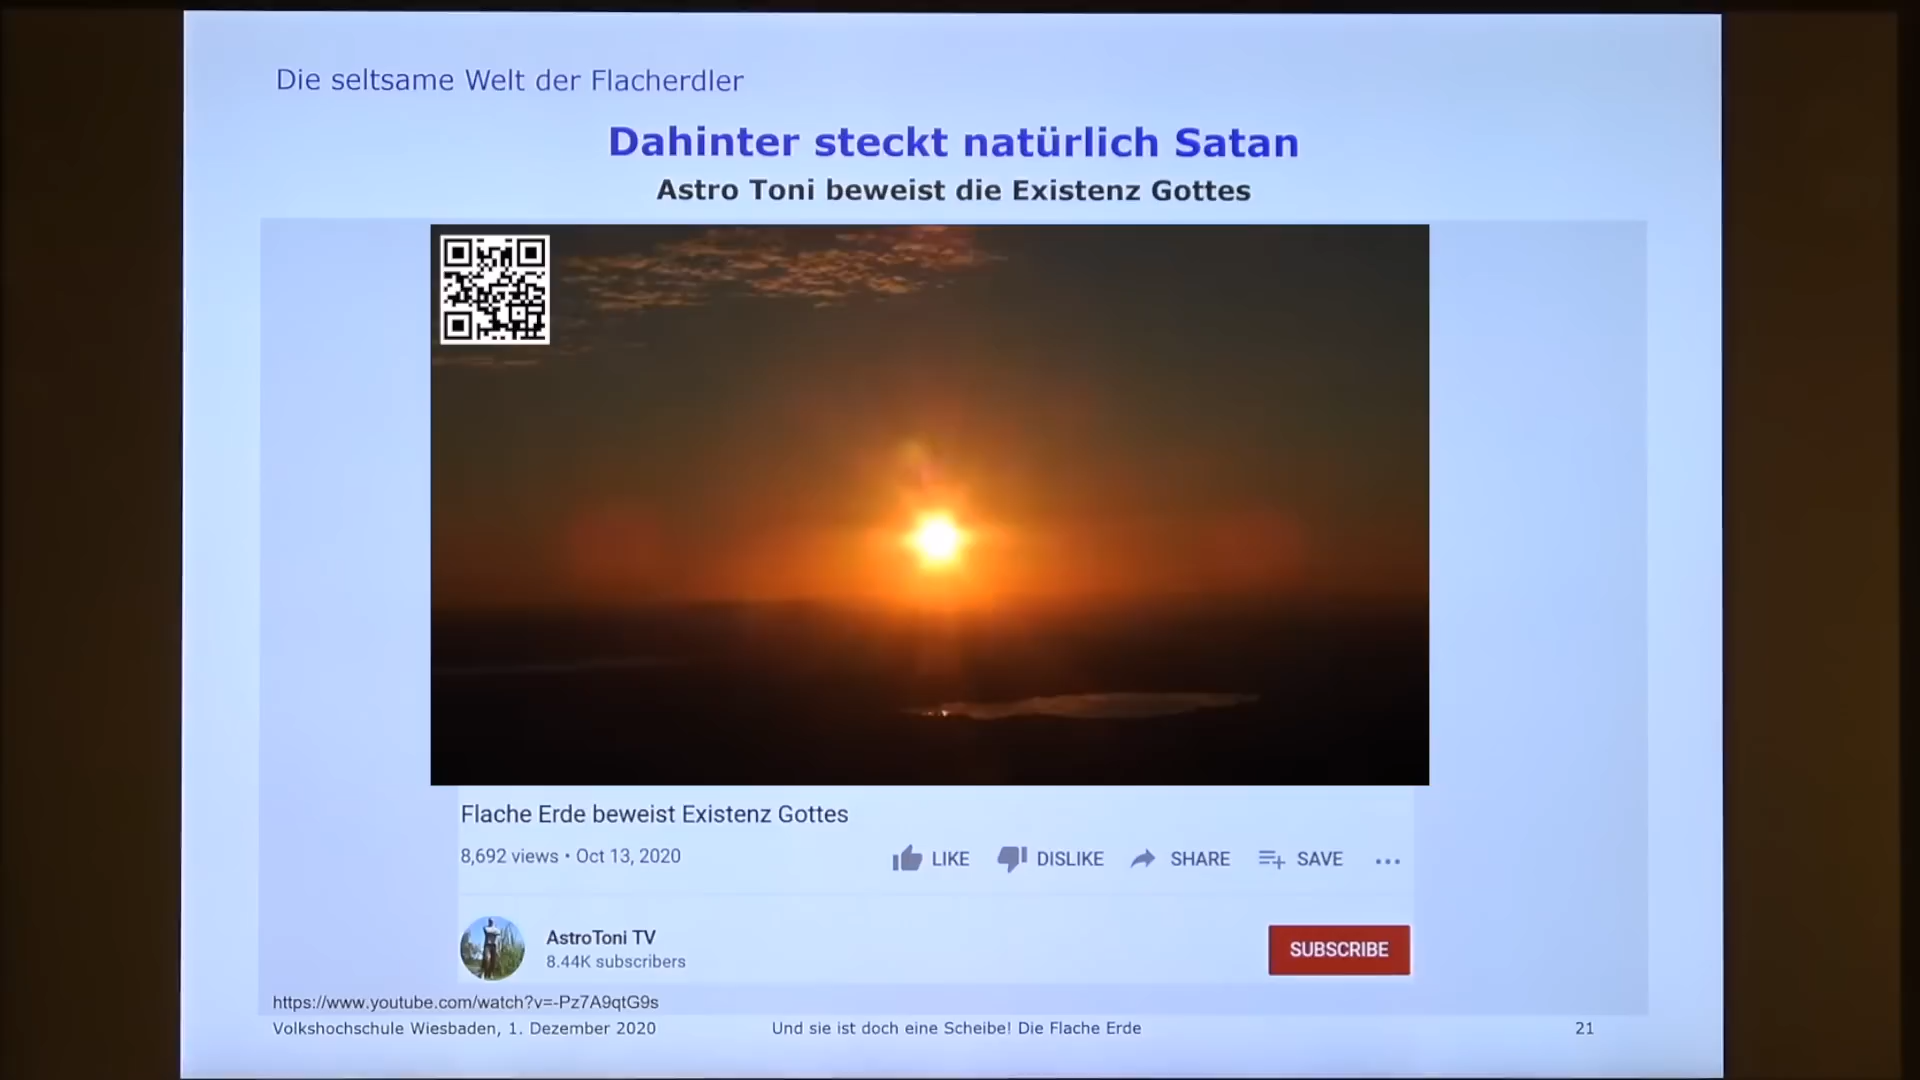 Die seltsame Welt der Flacherdler
Dahinter steckt natürlich Satan
Astro Toni beweist die Existenz Gottes
Flache Erde beweist Existenz Gottes
8,692 views • Oct 13, 2020
LIKE DISLIKE SHARE SAVE ...
AstroToni TV
8.44K subscribers
SUBSCRIBE
https://www.youtube.com/watch?v=-Pz7A9qtG9s
Volkshochschule Wiesbaden, 1. Dezember 2020 Und sie ist doch eine Scheibe! Die Flache Erde 21